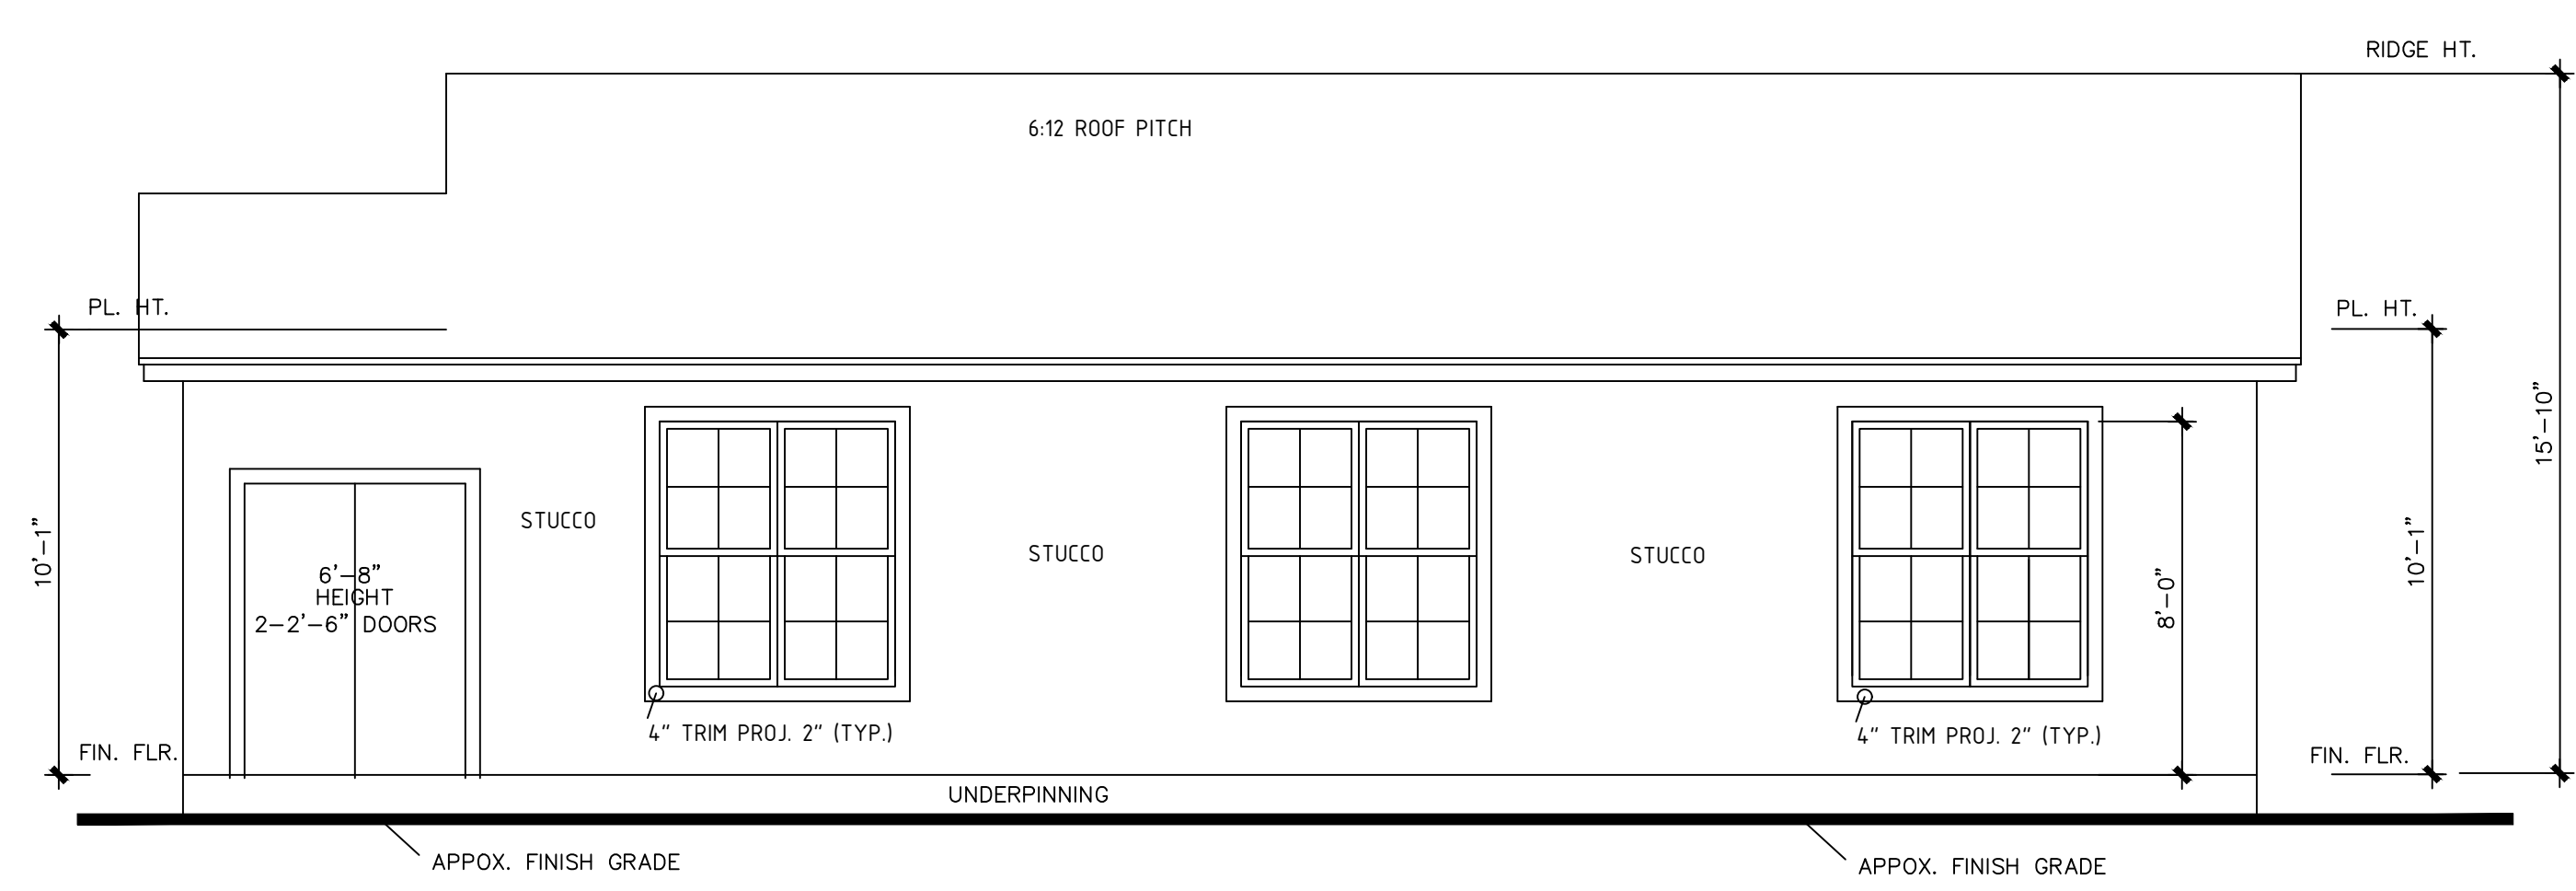 RIDGE HT.
6:12 ROOF PITCH
PL. HT.
PL. HT.
15'-10"
10'-1"
STUCCO
STUCCO
STUCCO
10'-1"
8'-0"
6'-8"
HEIGHT
2-2'-6" DOORS
4" TRIM PROJ. 2" (TYP.)
4" TRIM PROJ. 2" (TYP.)
FIN. FLR.
FIN. FLR.
UNDERPINNING
APPOX. FINISH GRADE
APPOX. FINISH GRADE